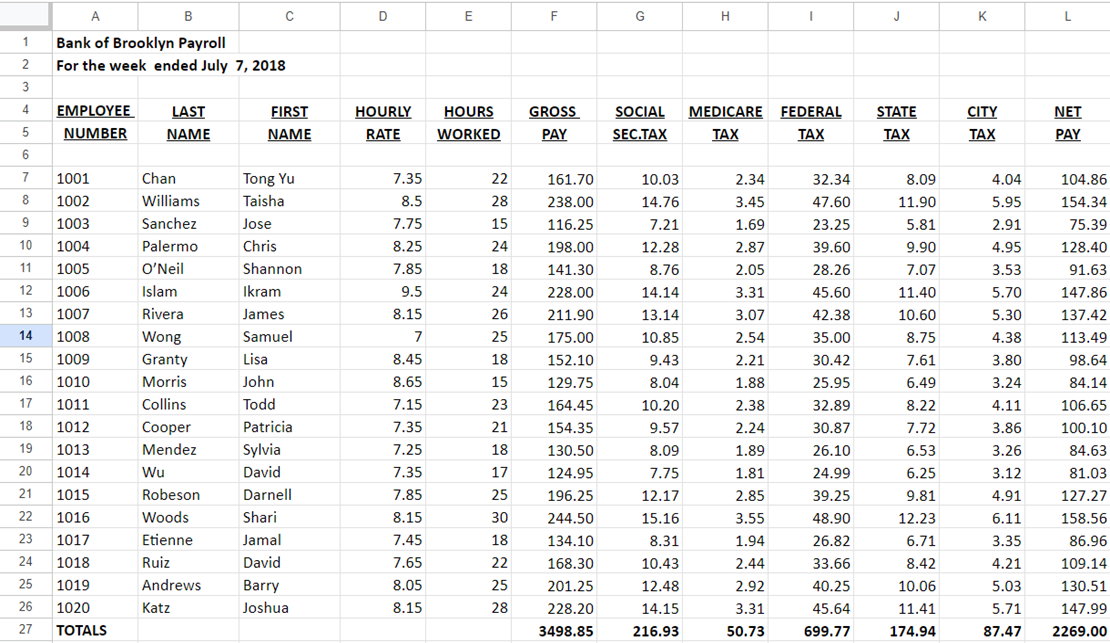 A B C D E F G H I J K L
1 Bank of Brooklyn Payroll
2 For the week ended July 7, 2018
3
4 EMPLOYEE LAST FIRST HOURLY HOURS GROSS SOCIAL MEDICARE FEDERAL STATE CITY NET
5 NUMBER NAME NAME RATE WORKED PAY SEC.TAX TAX TAX TAX TAX PAY
6
7 1001 Chan Tong Yu 7.35 22 161.70 10.03 2.34 32.34 8.09 4.04 104.86
8 1002 Williams Taisha 8.5 28 238.00 14.76 3.45 47.60 11.90 5.95 154.34
9 1003 Sanchez Jose 7.75 15 116.25 7.21 1.69 23.25 5.81 2.91 75.39
10 1004 Palermo Chris 8.25 24 198.00 12.28 2.87 39.60 9.90 4.95 128.40
11 1005 O’Neil Shannon 7.85 18 141.30 8.76 2.05 28.26 7.07 3.53 91.63
12 1006 Islam Ikram 9.5 24 228.00 14.14 3.31 45.60 11.40 5.70 147.86
13 1007 Rivera James 8.15 26 211.90 13.14 3.07 42.38 10.60 5.30 137.42
14 1008 Wong Samuel 7 25 175.00 10.85 2.54 35.00 8.75 4.38 113.49
15 1009 Granty Lisa 8.45 18 152.10 9.43 2.21 30.42 7.61 3.80 98.64
16 1010 Morris John 8.65 15 129.75 8.04 1.88 25.95 6.49 3.24 84.14
17 1011 Collins Todd 7.15 23 164.45 10.20 2.38 32.89 8.22 4.11 106.65
18 1012 Cooper Patricia 7.35 21 154.35 9.57 2.24 30.87 7.72 3.86 100.10
19 1013 Mendez Sylvia 7.25 18 130.50 8.09 1.89 26.10 6.53 3.26 84.63
20 1014 Wu David 7.35 17 124.95 7.75 1.81 24.99 6.25 3.12 81.03
21 1015 Robeson Darnell 7.85 25 196.25 12.17 2.85 39.25 9.81 4.91 127.27
22 1016 Woods Shari 8.15 30 244.50 15.16 3.55 48.90 12.23 6.11 158.56
23 1017 Etienne Jamal 7.45 18 134.10 8.31 1.94 26.82 6.71 3.35 86.96
24 1018 Ruiz David 7.65 22 168.30 10.43 2.44 33.66 8.42 4.21 109.14
25 1019 Andrews Barry 8.05 25 201.25 12.48 2.92 40.25 10.06 5.03 130.51
26 1020 Katz Joshua 8.15 28 228.20 14.15 3.31 45.64 11.41 5.71 147.99
27 TOTALS 3498.85 216.93 50.73 699.77 174.94 87.47 2269.00